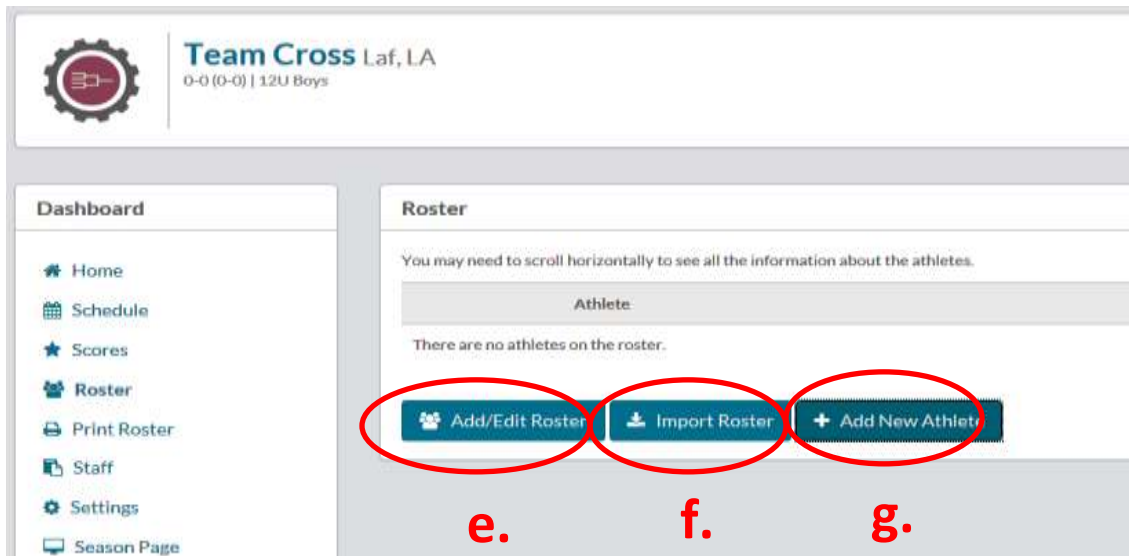 Team Cross Laf, LA
0-0 (0-0) | 12U Boys
Dashboard
Home
Schedule
Scores
Roster
Print Roster
Staff
Settings
Season Page
Roster
You may need to scroll horizontally to see all the information about the athletes.
Athlete
There are no athletes on the roster.
Add/Edit Roster
Import Roster
Add New Athlete
e.
f.
g.